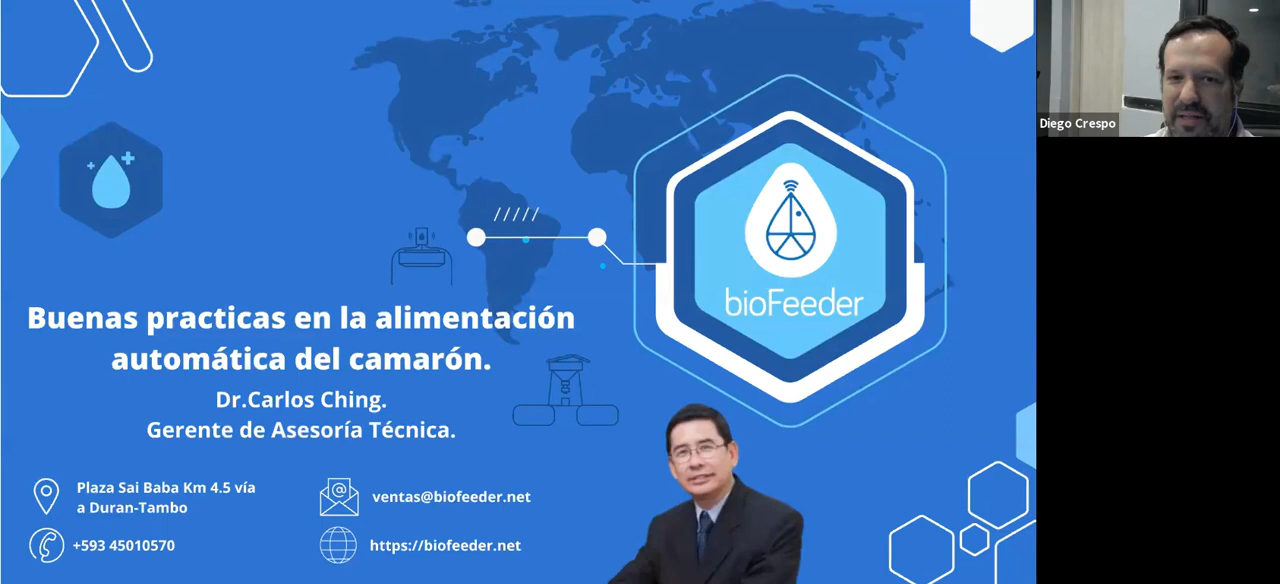 bioFeeder
Buenas practicas en la alimentación
automática del camarón.
Dr.Carlos Ching.
Gerente de Asesoría Técnica.
Plaza Sai Baba Km 4.5 vía
a Duran-Tambo
ventas@biofeeder.net
+593 45010570
https://biofeeder.net
Diego Crespo